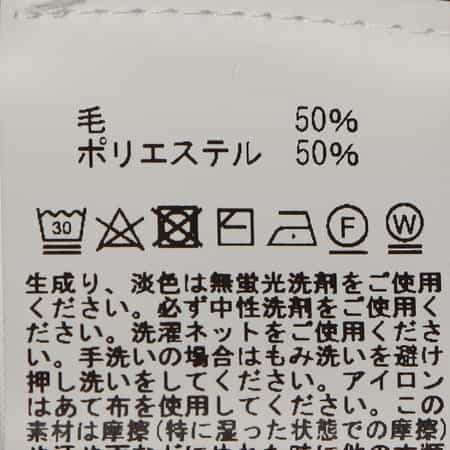 毛 50%
ポリエステル 50%
30 F W
生成り、淡色は無蛍光洗剤をご使用
ください。必ず中性洗剤をご使用く
ださい。洗濯ネットをご使用くださ
い。手洗いの場合はもみ洗いを避け
押し洗いをしてください。アイロン
はあて布を使用してください。この
素材は摩擦(特に湿った状態での摩擦